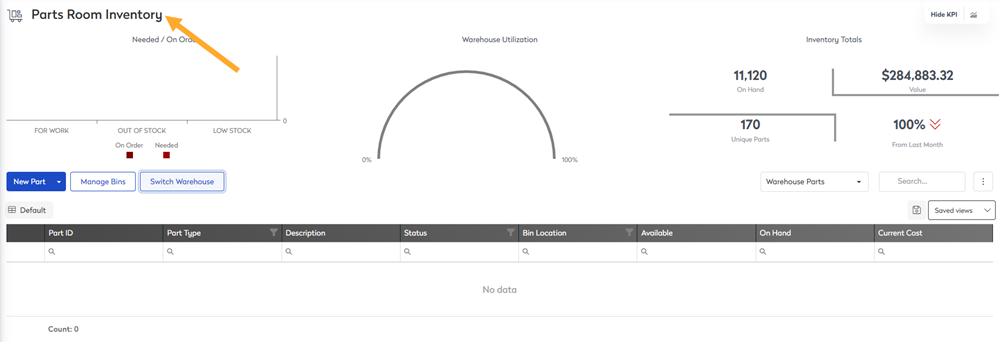 Parts Room Inventory
Hide KPI
Needed / On Order
Warehouse Utilization
Inventory Totals
0
FOR WORK OUT OF STOCK LOW STOCK
On Order Needed
0% 100%
11,120
On Hand
$284,883.32
Value
170
Unique Parts
100%
From Last Month
New Part Manage Bins Switch Warehouse Warehouse Parts Search...
Default Saved views
Part ID Part Type Description Status Bin Location Available On Hand Current Cost
No data
Count: 0